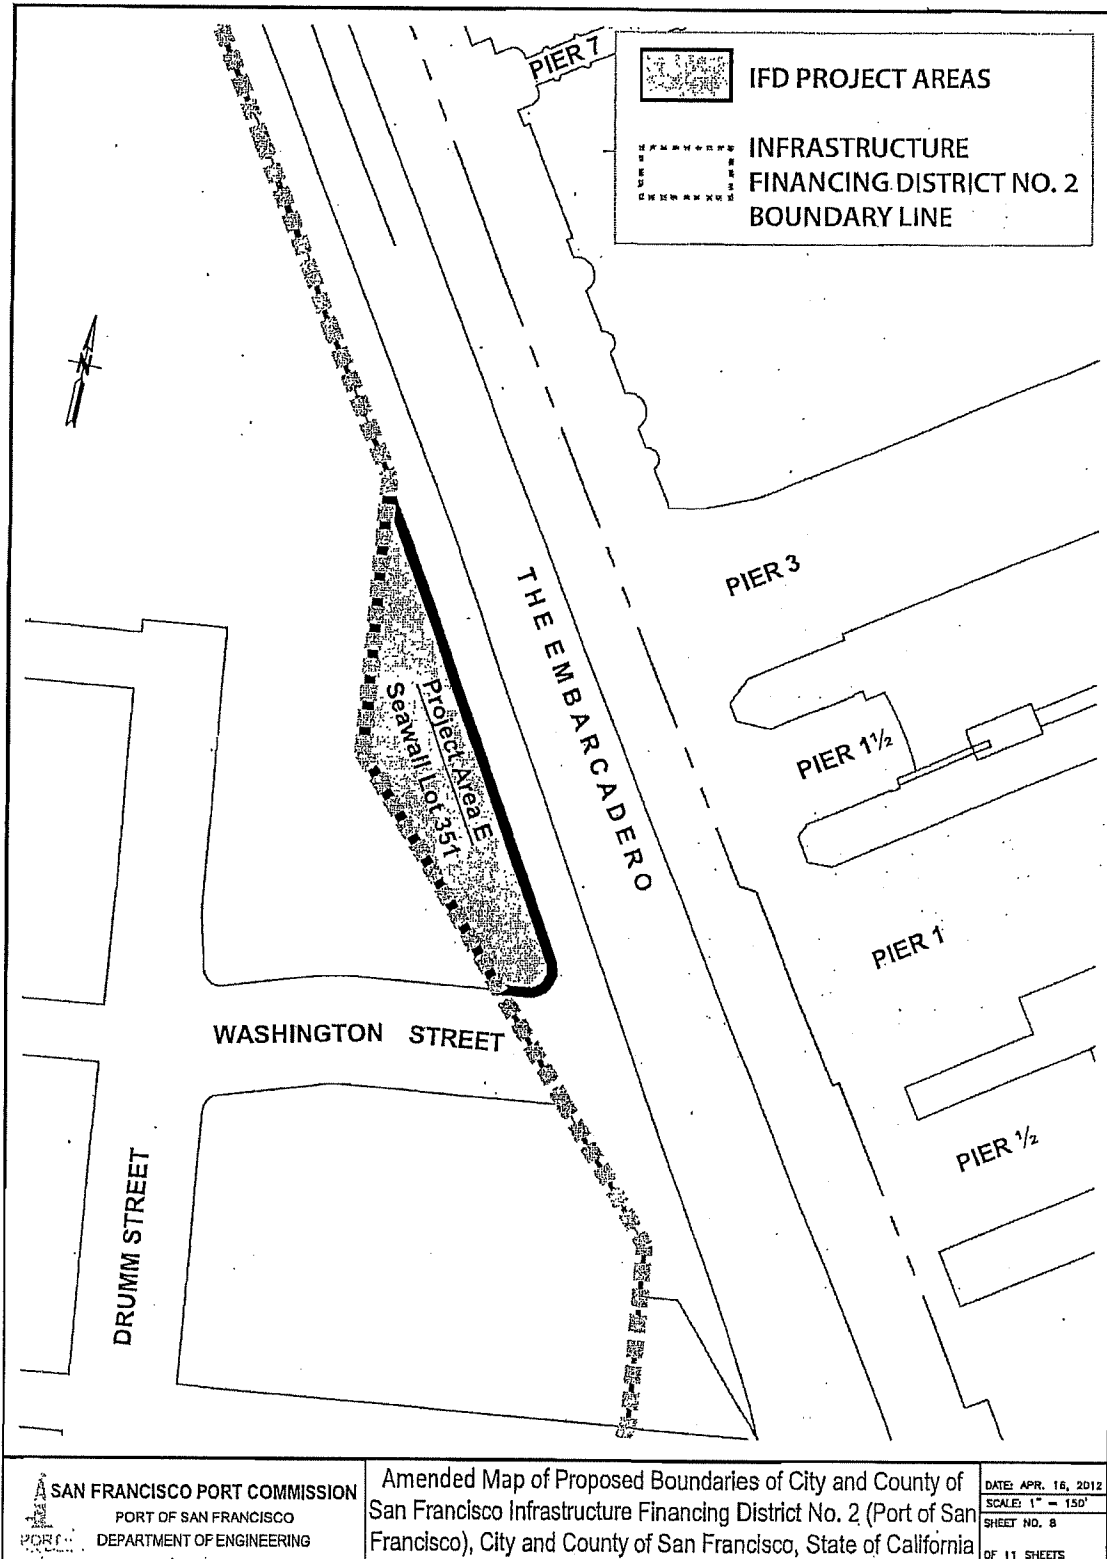 PIER 7
IFD PROJECT AREAS
INFRASTRUCTURE
FINANCING DISTRICT NO. 2
BOUNDARY LINE
N
PIER 3
THE EMBARCADERO
Project Area E
Seawall Lot 351
PIER 1½
PIER 1
WASHINGTON STREET
PIER ½
DRUMM STREET
SAN FRANCISCO PORT COMMISSION
PORT OF SAN FRANCISCO
DEPARTMENT OF ENGINEERING
PORT
Amended Map of Proposed Boundaries of City and County of
San Francisco Infrastructure Financing District No. 2 (Port of San
Francisco), City and County of San Francisco, State of California
DATE: APR. 16, 2012
SCALE: 1" = 150'
SHEET NO. 8
OF 11 SHEETS